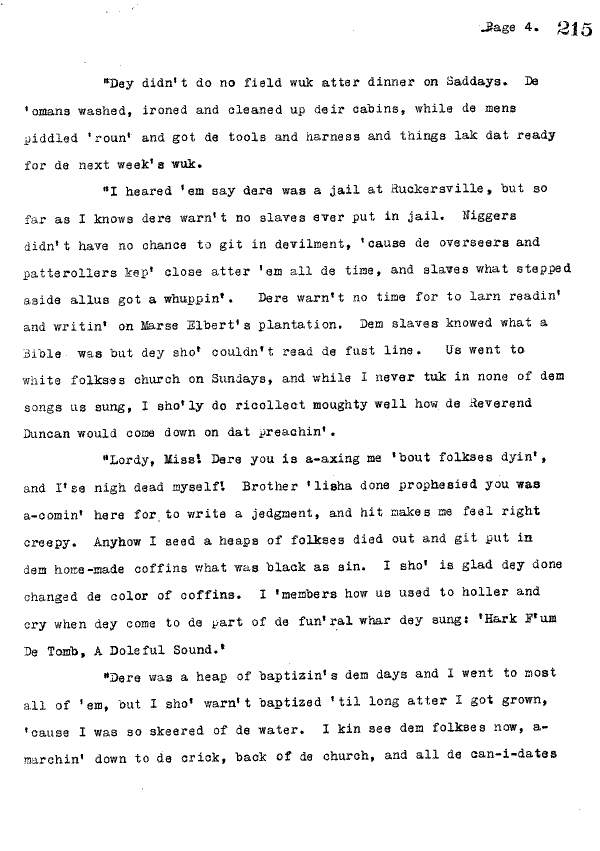 Page 4. 215
"Dey didn't do no field wuk atter dinner on Saddays. De
'omans washed, ironed and cleaned up deir cabins, while de mens
piddled 'roun' and got de tools and harness and things lak dat ready
for de next week's wuk.
"I heared 'em say dere was a jail at Ruckersville, but so
far as I knows dere warn't no slaves ever put in jail. Niggers
didn't have no chance to git in devilment, 'cause de overseers and
patterollers kep' close atter 'em all de time, and slaves what stepped
aside allus got a whuppin'. Dere warn't no time for to larn readin'
and writin' on Marse Elbert's plantation. Dem slaves knowed what a
Bible was but dey sho' couldn't read de fust line. Us went to
white folkses church on Sundays, and while I never tuk in none of dem
songs us sung, I sho'ly do ricollect moughty well how de Reverend
Duncan would come down on dat preachin'.
"Lordy, Miss! Dere you is a-axing me 'bout folkses dyin',
and I'se nigh dead myself! Brother 'lisha done prophesied you was
a-comin' here for to write a jedgment, and hit makes me feel right
creepy. Anyhow I seed a heaps of folkses died out and git put in
dem home-made coffins what was black as sin. I sho' is glad dey done
changed de color of coffins. I 'members how us used to holler and
cry when dey come to de part of de fun'ral whar dey sung: 'Hark F'um
De Tomb, A Doleful Sound.'
"Dere was a heap of baptizin's dem days and I went to most
all of 'em, but I sho' warn't baptized 'til long atter I got grown,
'cause I was so skeered of de water. I kin see dem folkses now, a-
marchin' down to de crick, back of de church, and all de can-i-dates